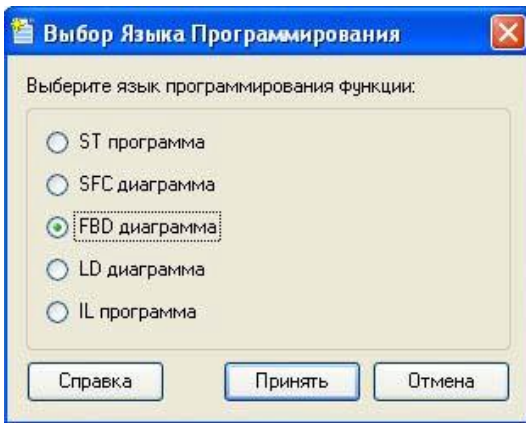 Выбор Языка Программирования
Выберите язык программирования функции:
ST программа
SFC диаграмма
FBD диаграмма
LD диаграмма
IL программа
Справка Принять Отмена